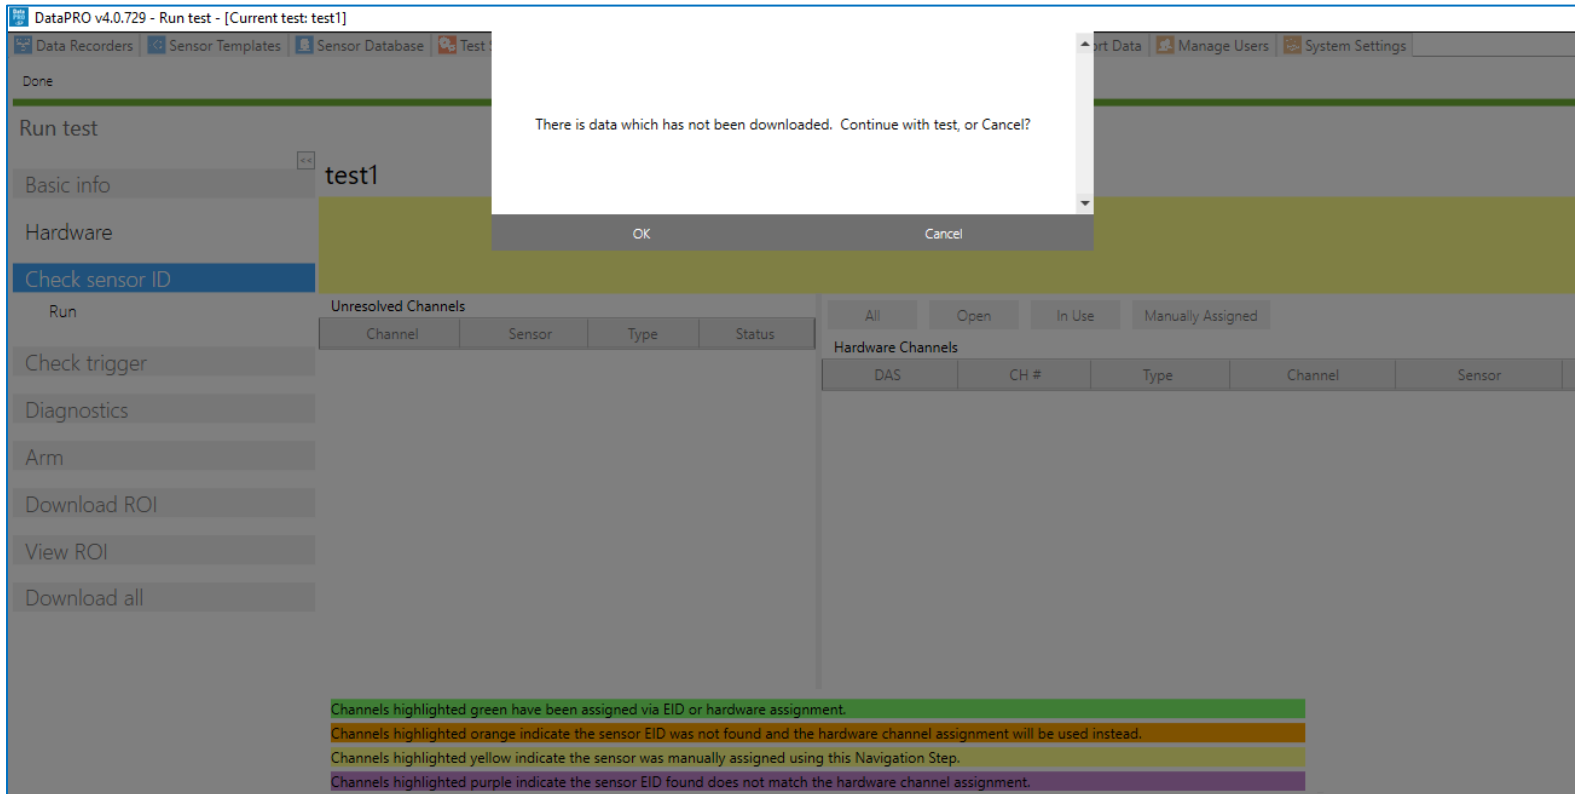 DataPRO v4.0.729 - Run test - [Current test: test1]
Data Recorders Sensor Templates Sensor Database Test rt Data Manage Users System Settings
Done
Run test
There is data which has not been downloaded. Continue with test, or Cancel?
<<
test1
Basic info
Hardware
OK Cancel
Check sensor ID
Run
Unresolved Channels
Channel Sensor Type Status
All Open In Use Manually Assigned
Hardware Channels
DAS CH # Type Channel Sensor
Check trigger
Diagnostics
Arm
Download ROI
View ROI
Download all
Channels highlighted green have been assigned via EID or hardware assignment.
Channels highlighted orange indicate the sensor EID was not found and the hardware channel assignment will be used instead.
Channels highlighted yellow indicate the sensor was manually assigned using this Navigation Step.
Channels highlighted purple indicate the sensor EID found does not match the hardware channel assignment.